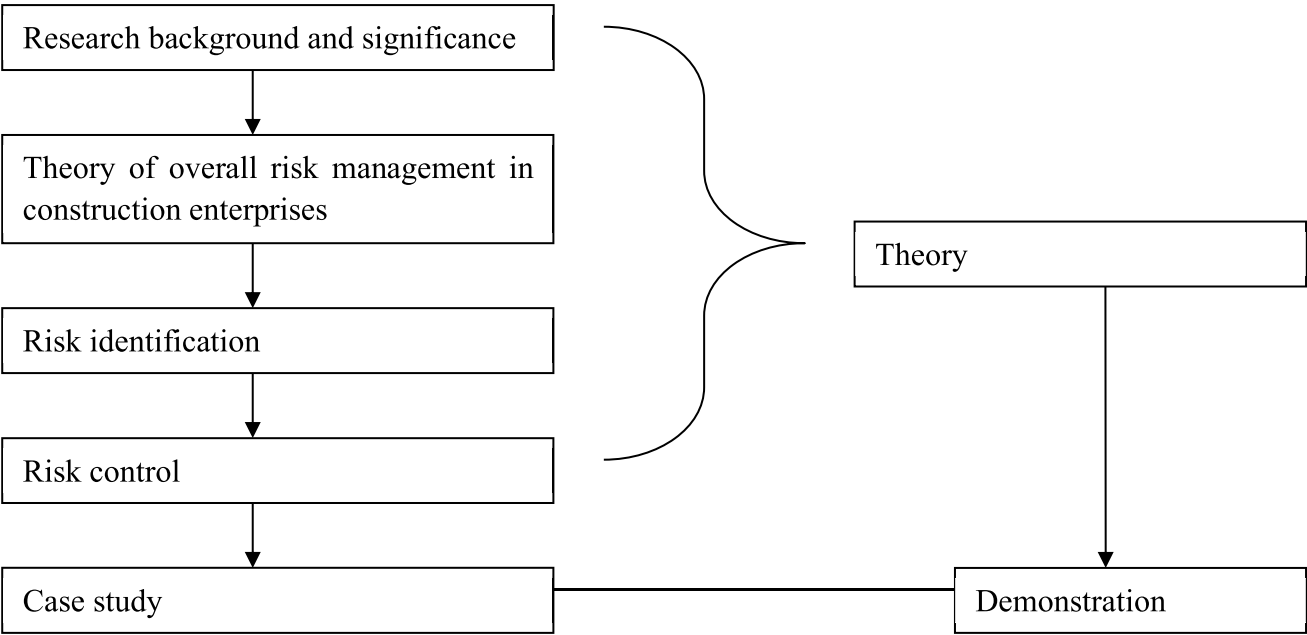 Research background and significance
Theory of overall risk management in
construction enterprises
Risk identification
Risk control
Case study
Theory
Demonstration